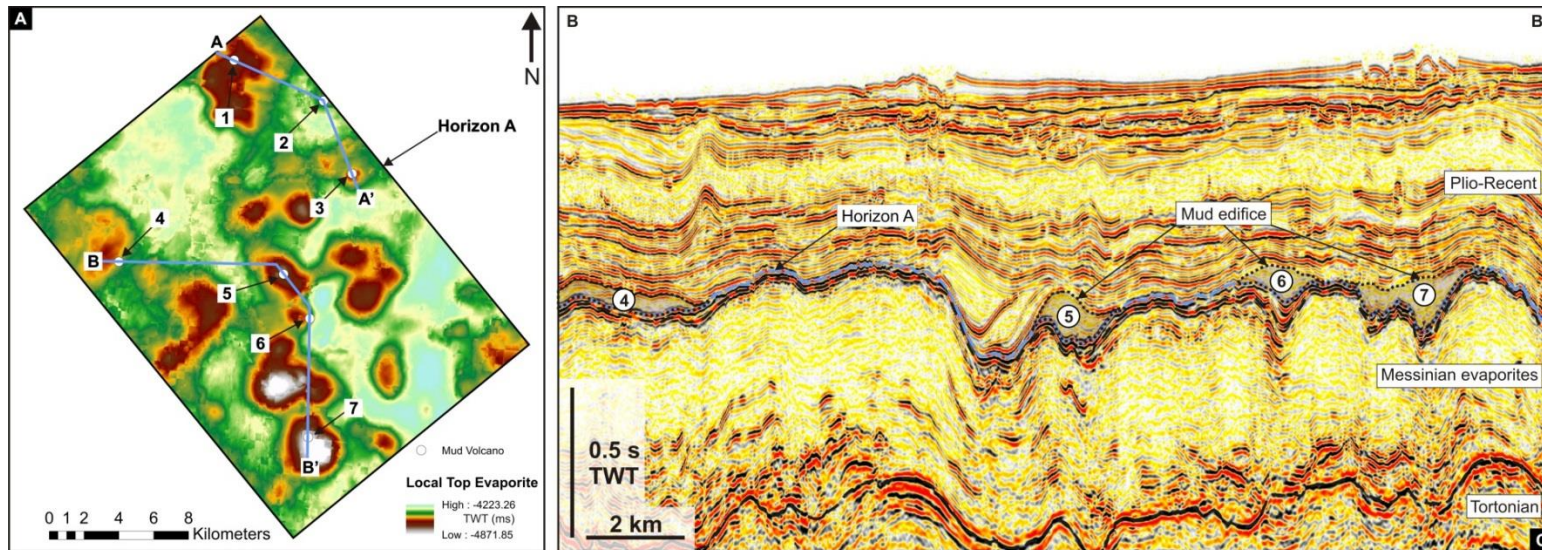 A
A
N
1
Horizon A
2
3
A'
4
B
5
6
7
B'
Mud Volcano
Local Top Evaporite
High : -4223.26
TWT (ms)
Low : -4871.85
0 1 2 4 6 8
Kilometers
B
B
Plio-Recent
Horizon A
Mud edifice
4
5
6
7
Messinian evaporites
0.5 s
TWT
2 km
Tortonian